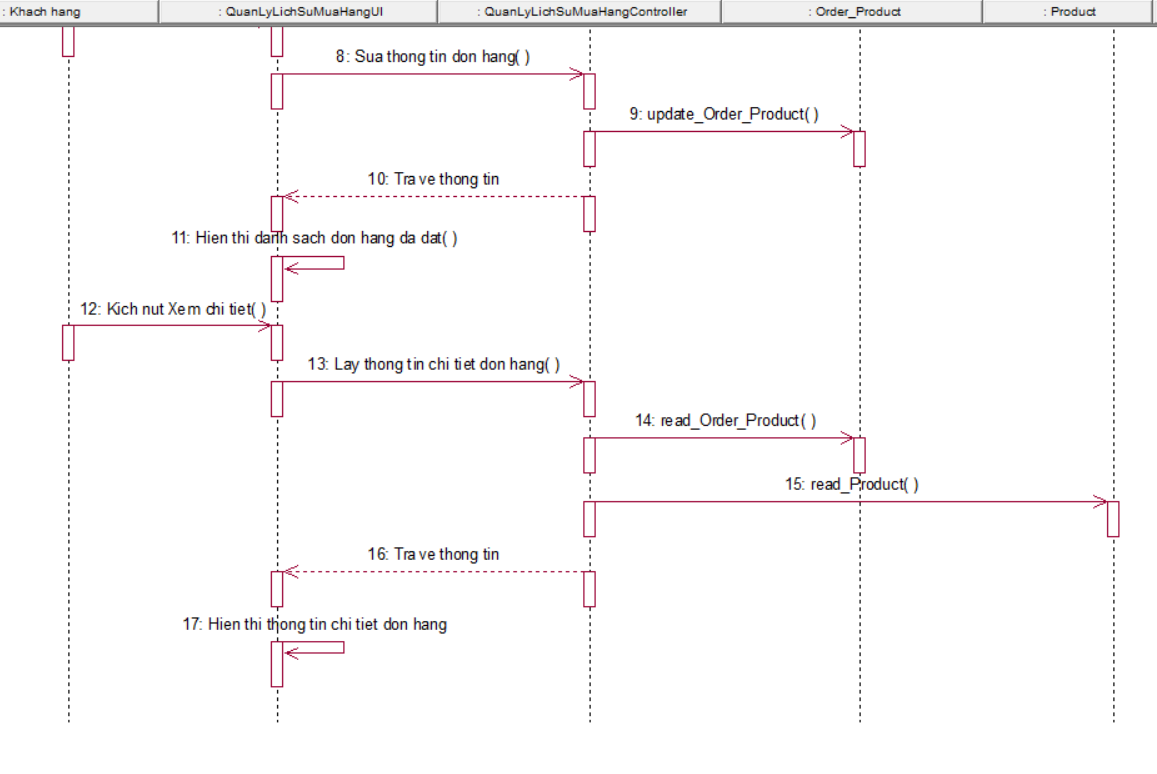 : Khach hang
: QuanLyLichSuMuaHangUI
: QuanLyLichSuMuaHangController
: Order_Product
: Product
8: Sua thong tin don hang( )
9: update_Order_Product( )
10: Tra ve thong tin
11: Hien thi danh sach don hang da dat( )
12: Kich nut Xem chi tiet( )
13: Lay thong tin chi tiet don hang( )
14: read_Order_Product( )
15: read_Product( )
16: Tra ve thong tin
17: Hien thi thong tin chi tiet don hang